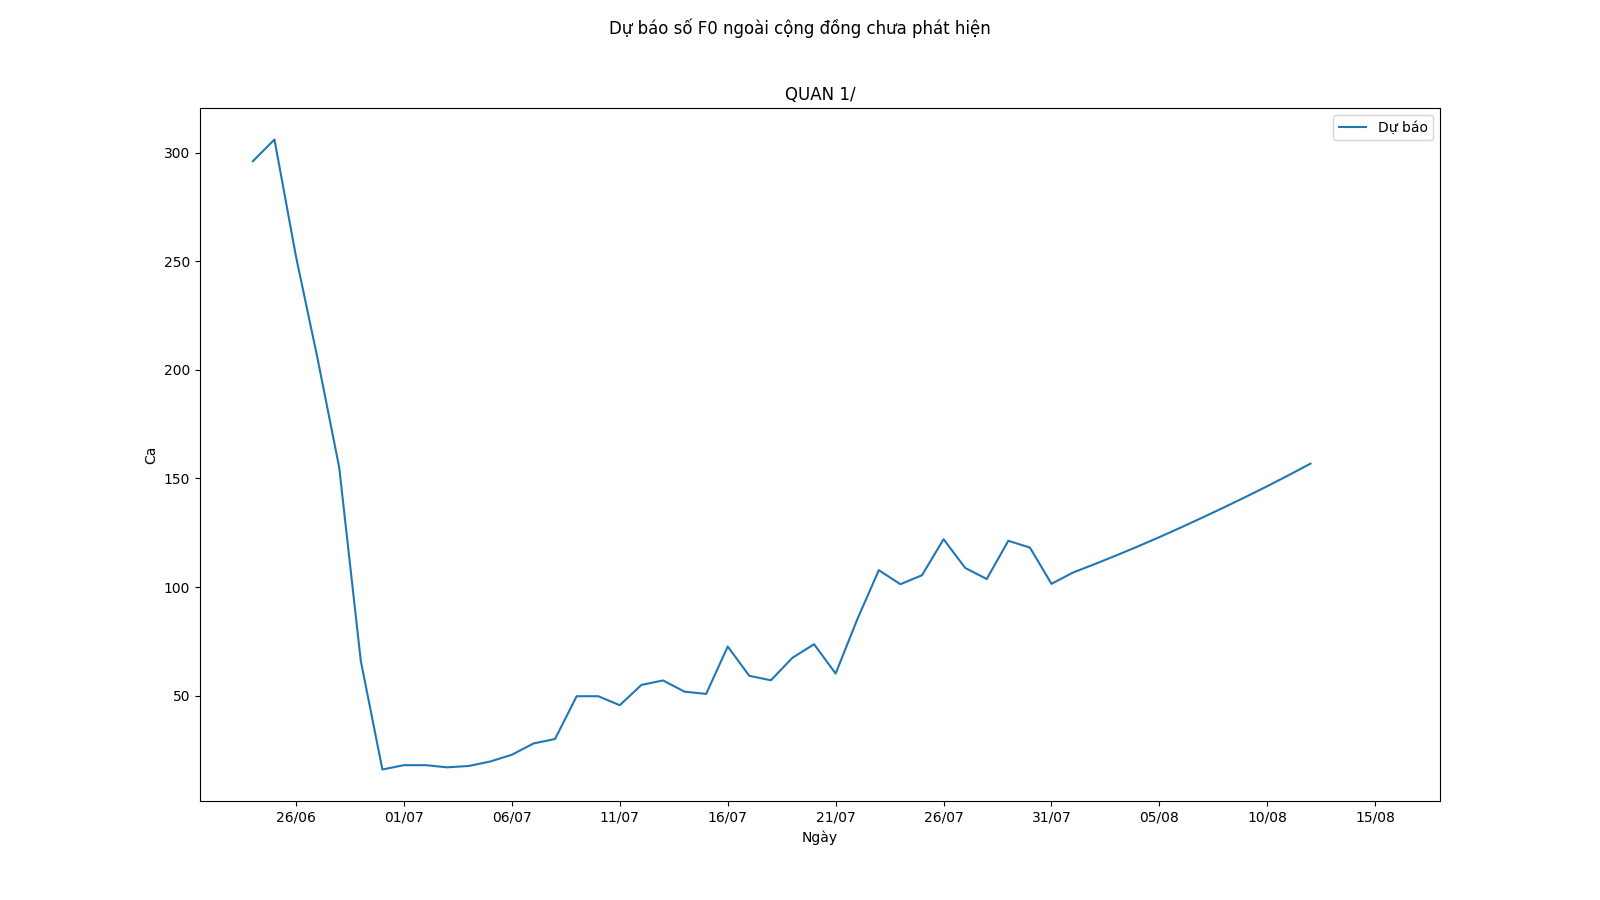 Dự báo số F0 ngoài cộng đồng chưa phát hiện
QUAN 1/
Dự báo
300
250
200
150
100
50
Ca
26/06 01/07 06/07 11/07 16/07 21/07 26/07 31/07 05/08 10/08 15/08
Ngày